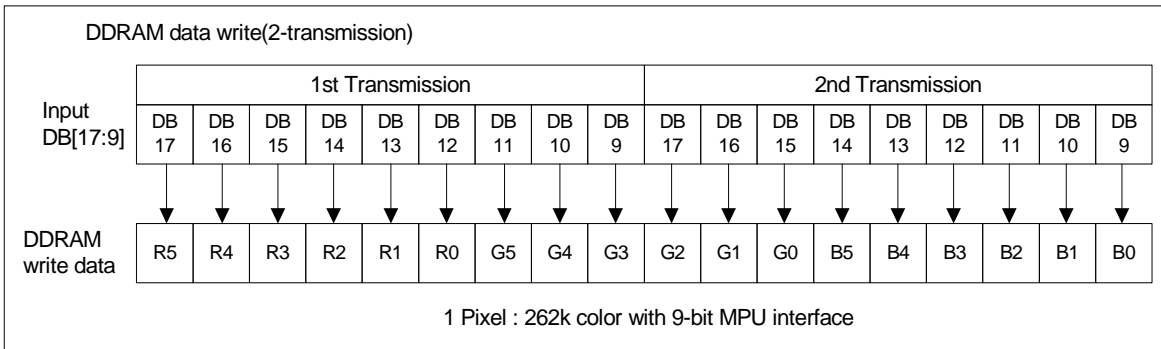 DDRAM data write(2-transmission)
1st Transmission 2nd Transmission
Input
DB[17:9]
DB DB DB DB DB DB DB DB DB DB DB DB DB DB DB DB DB DB
17 16 15 14 13 12 11 10 9 17 16 15 14 13 12 11 10 9
DDRAM
write data
R5 R4 R3 R2 R1 R0 G5 G4 G3 G2 G1 G0 B5 B4 B3 B2 B1 B0
1 Pixel : 262k color with 9-bit MPU interface